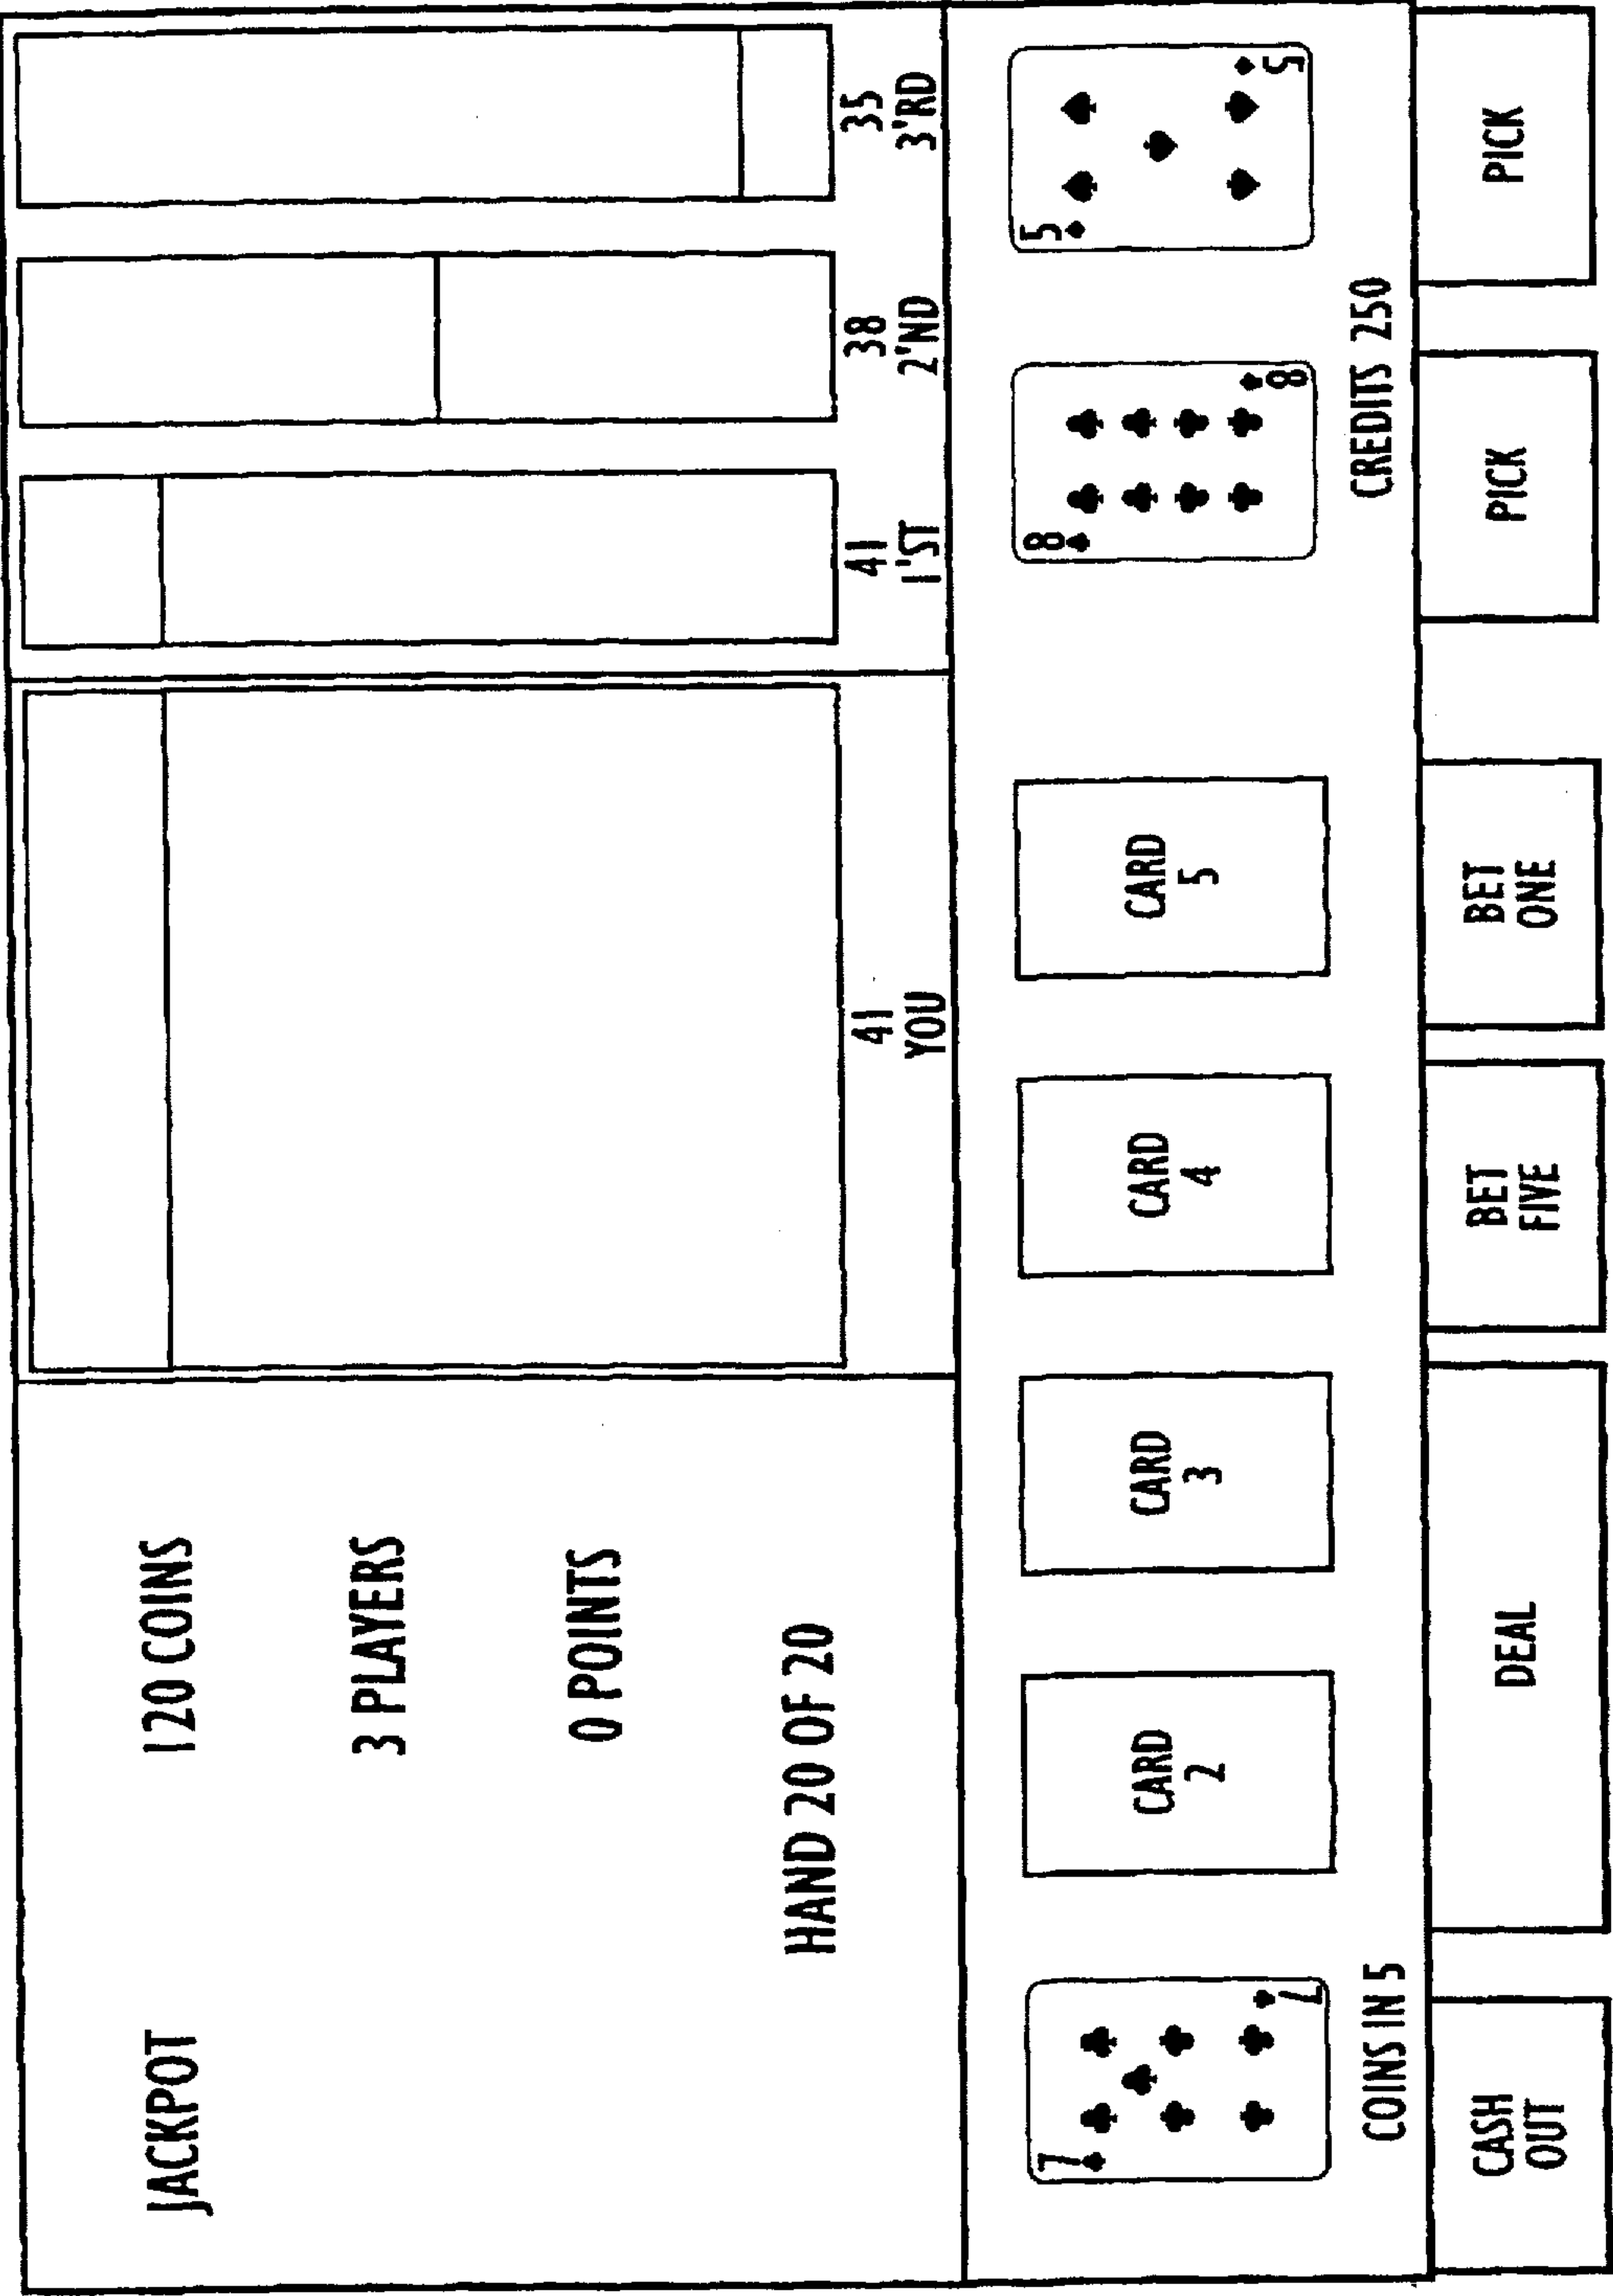 JACKPOT
120 COINS
3 PLAYERS
0 POINTS
HAND 20 OF 20
41
YOU
41
1'ST
38
2'ND
35
3'RD
7
7
CARD
2
CARD
3
CARD
4
CARD
5
8
8
5
5
COINS IN 5
CREDITS 250
CASH
OUT
DEAL
BET
FIVE
BET
ONE
PICK
PICK